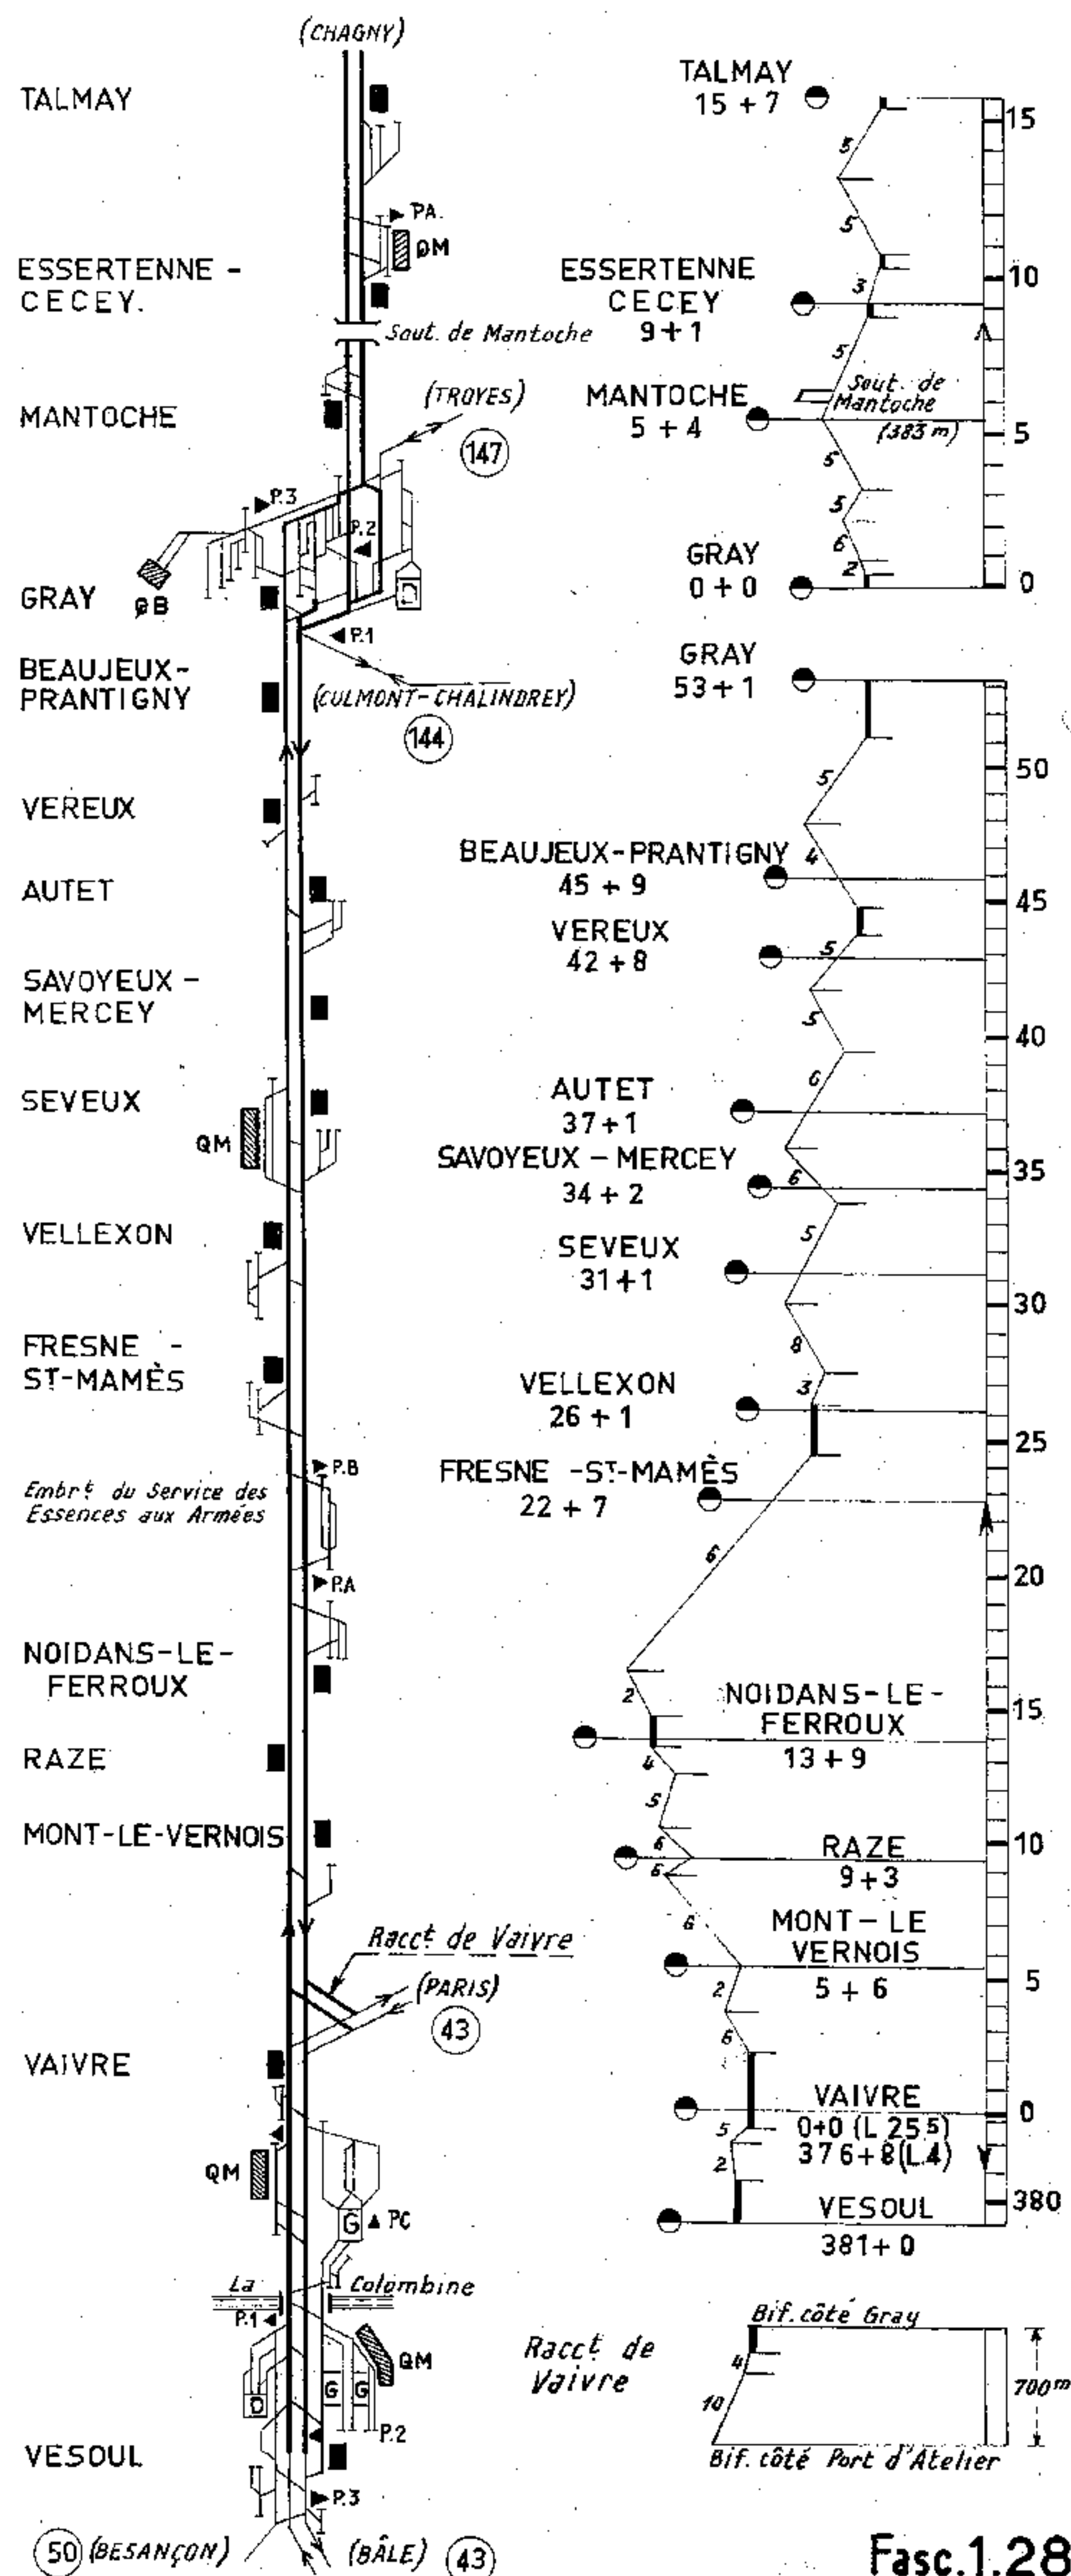 (CHAGNY)
TALMAY
PA.
QM
ESSERTENNE -
CECEY.
Sout. de Mantoche
MANTOCHE
(TROYES)
147
P.3
P.2
QB
GRAY
D
P.1
BEAUJEUX-
PRANTIGNY
(CULMONT-CHALINDREY)
144
VEREUX
AUTET
SAVOYEUX -
MERCEY
SEVEUX
QM
VELLEXON
FRESNE -
ST-MAMÈS
P.B
Embrt du Service des
Essences aux Armées
P.A
NOIDANS-LE-
FERROUX
RAZE
MONT-LE-VERNOIS
Racct de Vaivre
(PARIS)
43
VAIVRE
QM
G
PC
La Colombine
P.1
QM
D
G G
P.2
VESOUL
P.3
50 (BESANÇON)
(BÂLE) 43
TALMAY
15 + 7
15
5
5
10
ESSERTENNE
CECEY
9+1
3
5
Sout. de
Mantoche
(383 m)
MANTOCHE
5 + 4
5
5
5
6
2
GRAY
0 + 0
0
GRAY
53 + 1
50
5
4
BEAUJEUX-PRANTIGNY
45 + 9
45
VEREUX
42 + 8
5
5
40
6
AUTET
37+1
35
SAVOYEUX - MERCEY
34 + 2
6
5
SEVEUX
31+1
30
8
3
VELLEXON
26 + 1
25
FRESNE -ST-MAMÈS
22 + 7
6
20
2
15
NOIDANS-LE-
FERROUX
13 + 9
4
5
10
6
RAZE
9+3
6
6
MONT-LE
VERNOIS
5 + 6
5
2
6
VAIVRE
0+0 (L 25 5)
376+8(L.4)
0
5
2
380
VESOUL
381+0
Bif. côté Gray
Racct de
Vaivre
4
10
700m
Bif. côté Port d'Atelier
Fasc.1.28